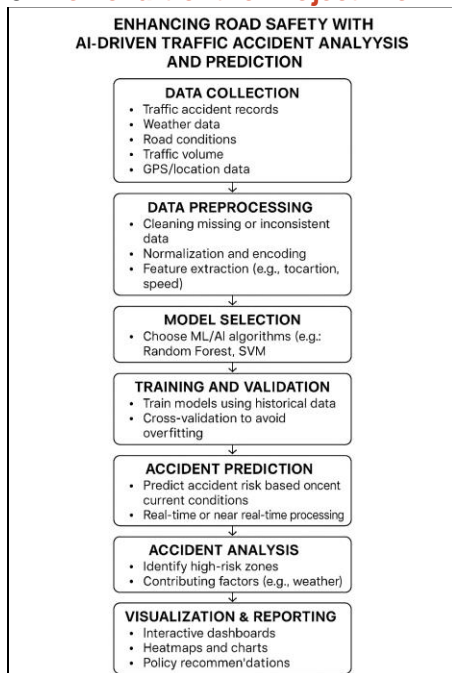 ENHANCING ROAD SAFETY WITH
AI-DRIVEN TRAFFIC ACCIDENT ANALYYSIS
AND PREDICTION
DATA COLLECTION
• Traffic accident records
• Weather data
• Road conditions
• Traffic volume
• GPS/location data
DATA PREPROCESSING
• Cleaning missing or inconsistent
data
• Normalization and encoding
• Feature extraction (e.g., tocartion,
speed)
MODEL SELECTION
• Choose ML/AI algorithms (e.g.:
Random Forest, SVM
TRAINING AND VALIDATION
• Train models using historical data
• Cross-validation to avoid
overfitting
ACCIDENT PREDICTION
• Predict accident risk based oncent
current conditions
• Real-time or near real-time processing
ACCIDENT ANALYSIS
• Identify high-risk zones
• Contributing factors (e.g., weather)
VISUALIZATION & REPORTING
• Interactive dashboards
• Heatmaps and charts
• Policy recommen'dations